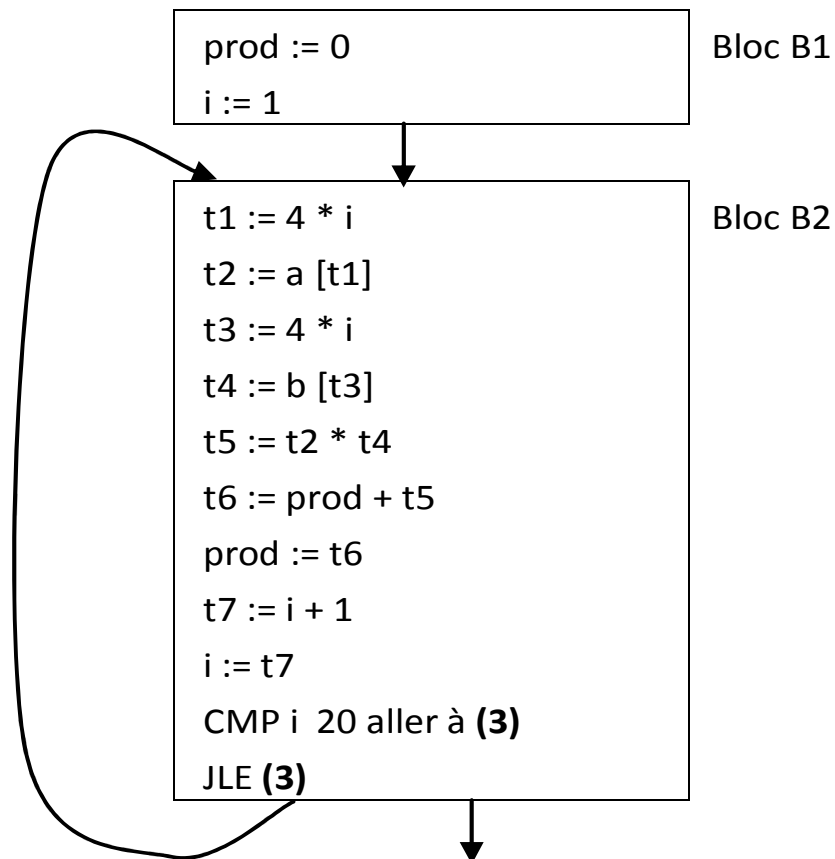 prod := 0
Bloc B1
i := 1
t1 := 4 * i
Bloc B2
t2 := a [t1]
t3 := 4 * i
t4 := b [t3]
t5 := t2 * t4
t6 := prod + t5
prod := t6
t7 := i + 1
i := t7
CMP i  20 aller à (3)
JLE (3)